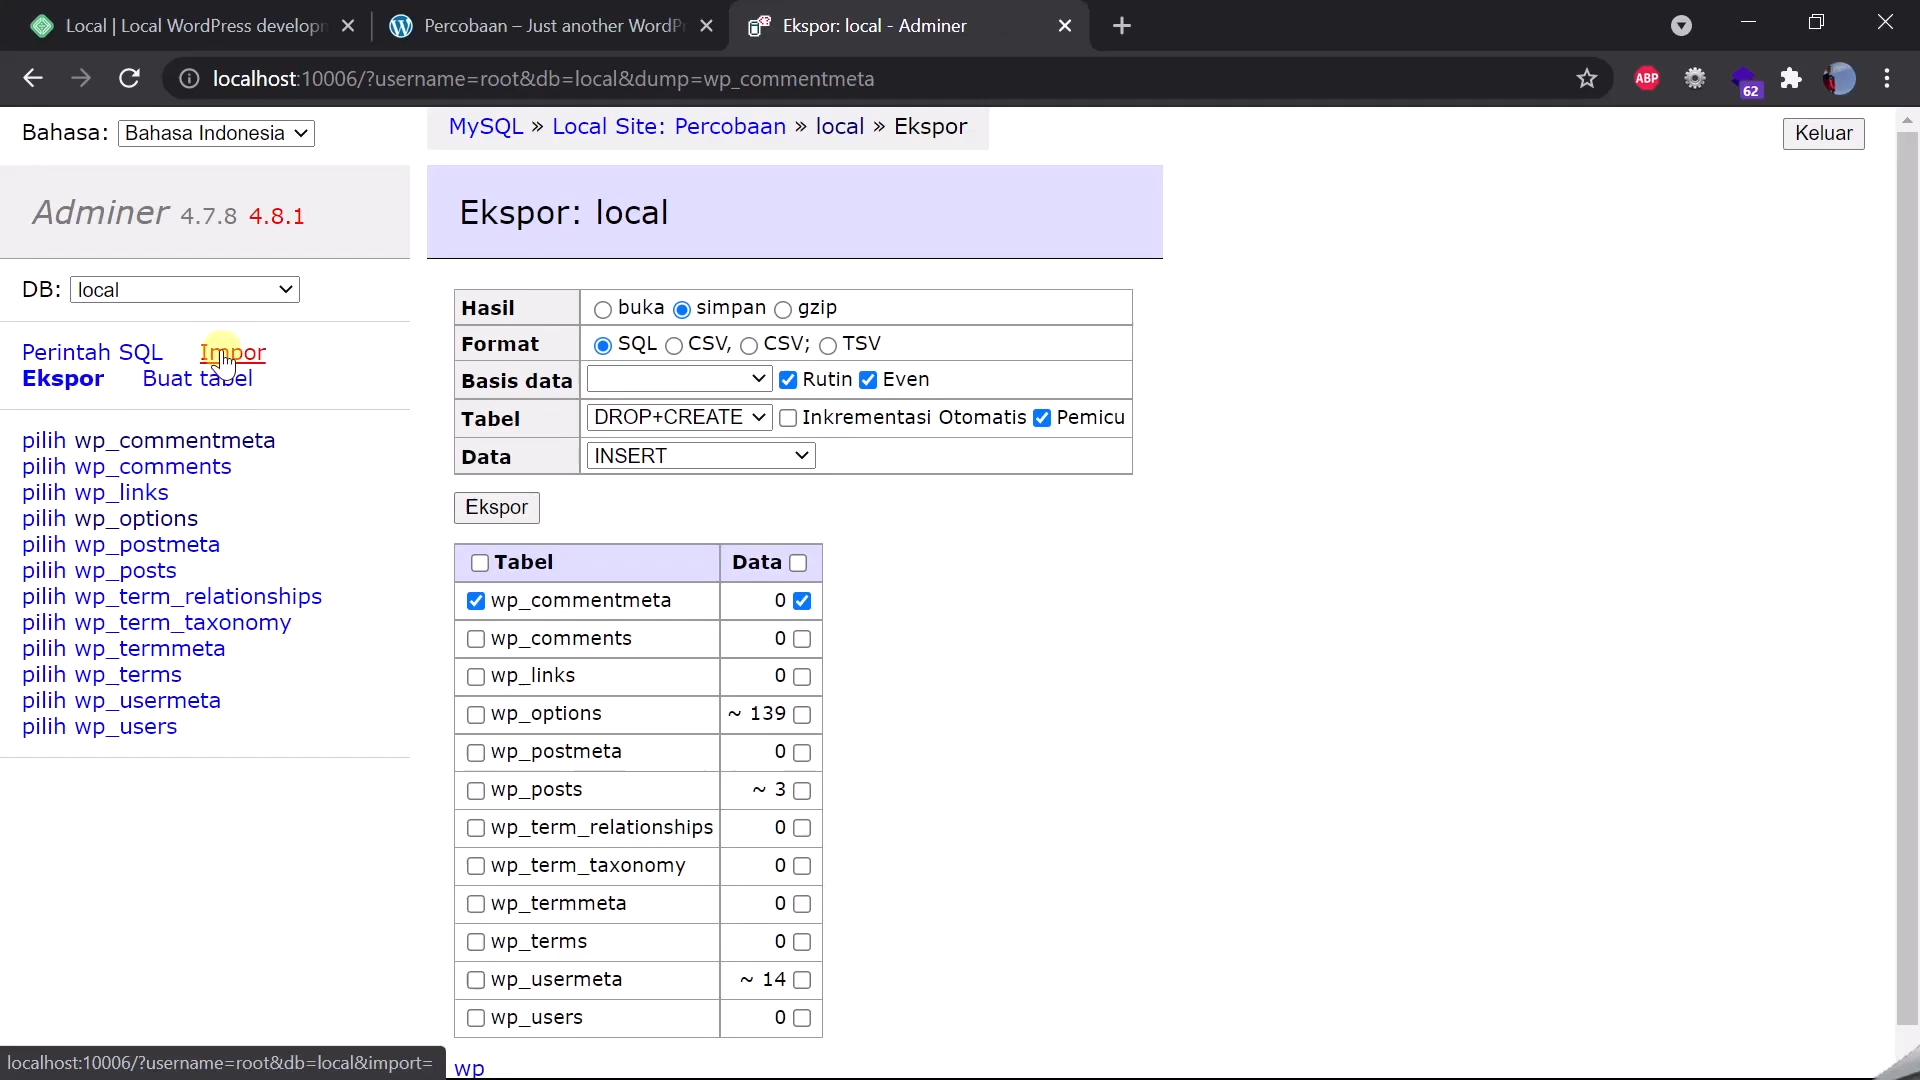 Local | Local WordPress develop
Percobaan – Just another WordP
Ekspor: local - Adminer
localhost:10006/?username=root&db=local&dump=wp_commentmeta
ABP
62
Bahasa: Bahasa Indonesia
MySQL » Local Site: Percobaan » local » Ekspor
Keluar
Adminer 4.7.8 4.8.1
Ekspor: local
DB: local
Perintah SQL Impor
Ekspor Buat tabel
pilih wp_commentmeta
pilih wp_comments
pilih wp_links
pilih wp_options
pilih wp_postmeta
pilih wp_posts
pilih wp_term_relationships
pilih wp_term_taxonomy
pilih wp_termmeta
pilih wp_terms
pilih wp_usermeta
pilih wp_users
Hasil buka simpan gzip
Format SQL CSV, CSV; TSV
Basis data Rutin Even
Tabel DROP+CREATE Inkrementasi Otomatis Pemicu
Data INSERT
Ekspor
Tabel Data
wp_commentmeta 0
wp_comments 0
wp_links 0
wp_options ~ 139
wp_postmeta 0
wp_posts ~ 3
wp_term_relationships 0
wp_term_taxonomy 0
wp_termmeta 0
wp_terms 0
wp_usermeta ~ 14
wp_users 0
wp
localhost:10006/?username=root&db=local&import=